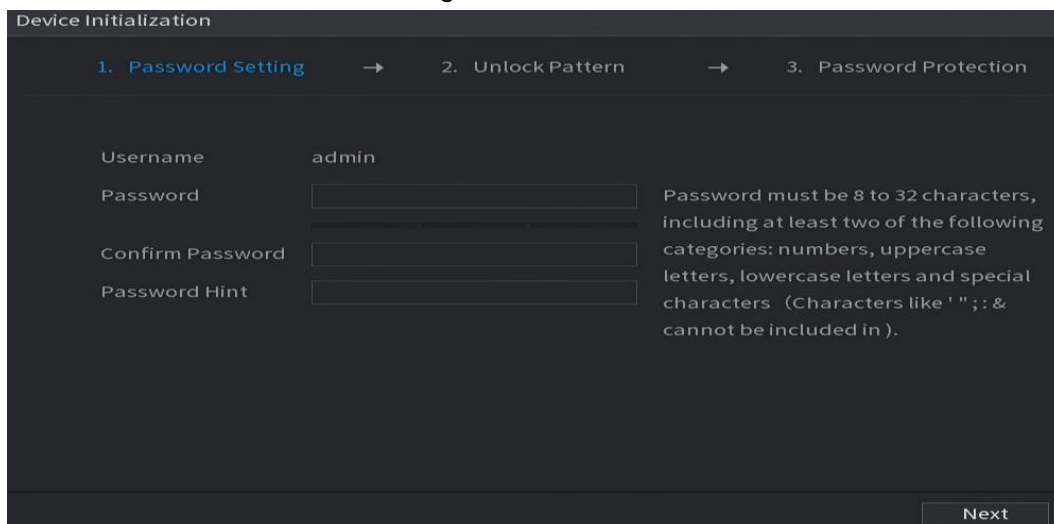 Device Initialization
1. Password Setting → 2. Unlock Pattern → 3. Password Protection
Username admin
Password
Password must be 8 to 32 characters,
including at least two of the following
categories: numbers, uppercase
letters, lowercase letters and special
characters (Characters like ' " ; : &
cannot be included in ).
Confirm Password
Password Hint
Next